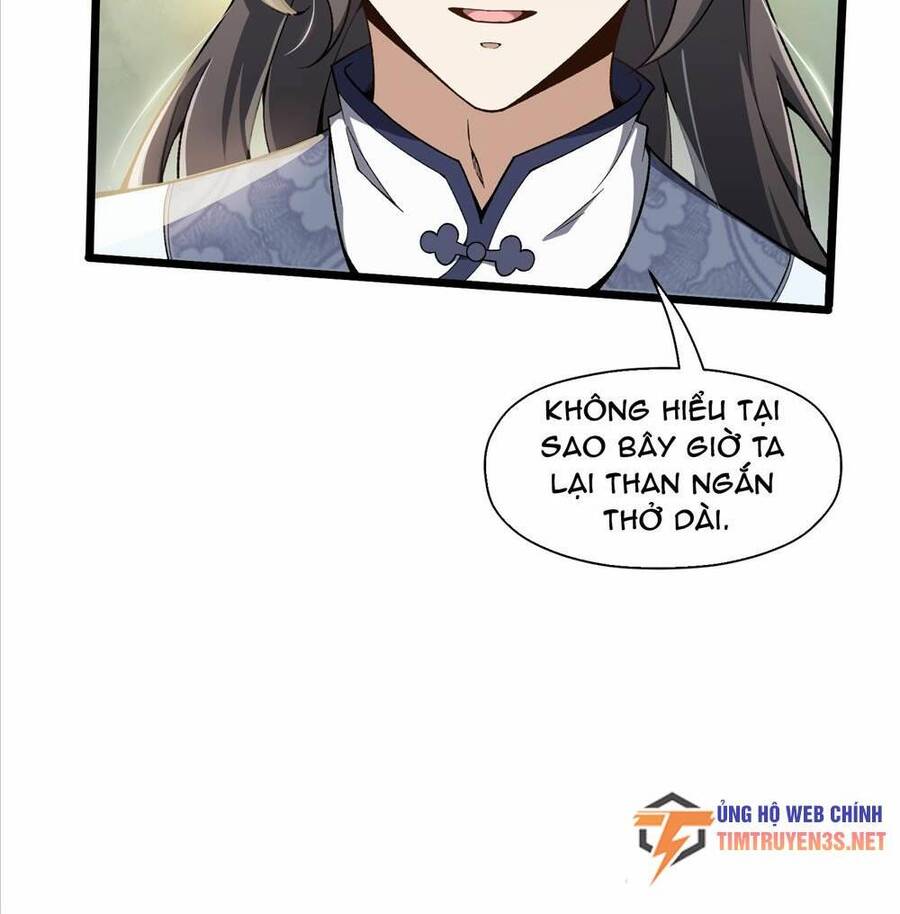 KHÔNG HIỂU TẠI
SAO BÂY GIỜ TA
LẠI THAN NGẮN
THỞ DÀI.
ỦNG HỘ WEB CHÍNH
TIMTRUYEN3S.NET